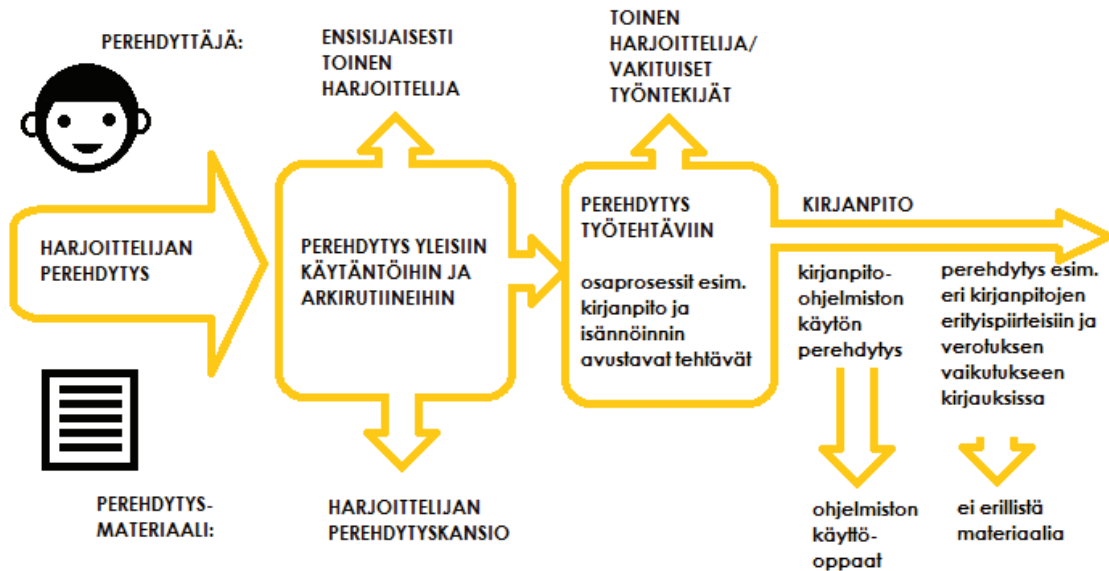 PEREHDYTTÄJÄ:
ENSISIJAISESTI
TOINEN
HARJOITTELIJA
TOINEN
HARJOITTELIJA/
VAKITUISET
TYÖNTEKIJÄT
HARJOITTELIJAN
PEREHDYTYS
PEREHDYTYS YLEISIIN
KÄYTÄNTÖIHIN JA
ARKIRUTIINEIHIN
PEREHDYTYS
TYÖTEHTÄVIIN
osaprosessit esim.
kirjanpito ja
isännöinnin
avustavat tehtävät
KIRJANPITO
kirjanpito-
ohjelmiston
käytön
perehdytys
perehdytys esim.
eri kirjanpitojen
erityispiirteisiin ja
verotuksen
vaikutukseen
kirjauksissa
PEREHDYTYS-
MATERIAALI:
HARJOITTELIJAN
PEREHDYTYSKANSIO
ohjelmiston
käyttö-
oppaat
ei erillistä
materiaalia